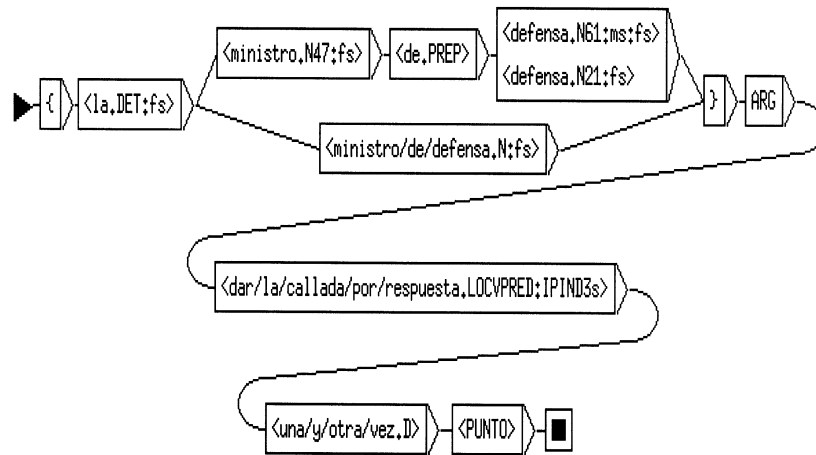 <ministro.N47:fs> <de.PREP> <defensa.N61:ms:fs>
<defensa.N21:fs>
{ <la.DET:fs> } ARG
<ministro/de/defensa.N:fs>
<dar/la/callada/por/respuesta.LOCVPRED:IPIND3s>
<una/y/otra/vez.D> <PUNTO>